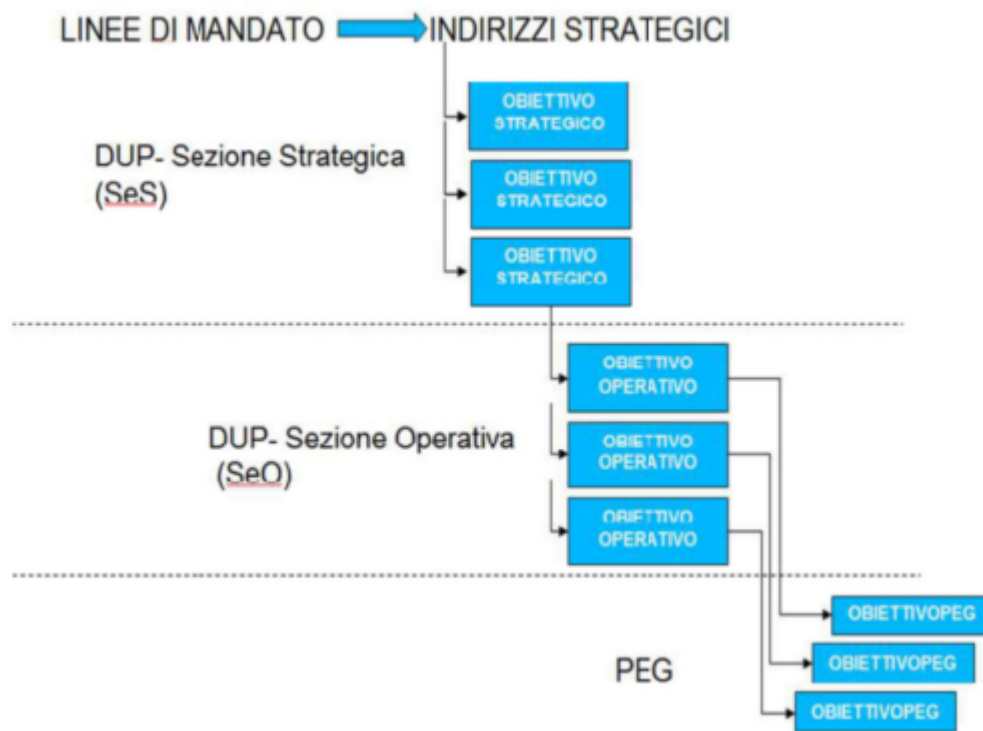 LINEE DI MANDATO INDIRIZZI STRATEGICI
OBIETTIVO
STRATEGICO
DUP- Sezione Strategica
(SeS)
OBIETTIVO
STRATEGICO
OBIETTIVO
STRATEGICO
OBIETTIVO
OPERATIVO
DUP- Sezione Operativa
(SeO)
OBIETTIVO
OPERATIVO
OBIETTIVO
OPERATIVO
OBIETTIVOPEG
PEG
OBIETTIVOPEG
OBIETTIVOPEG